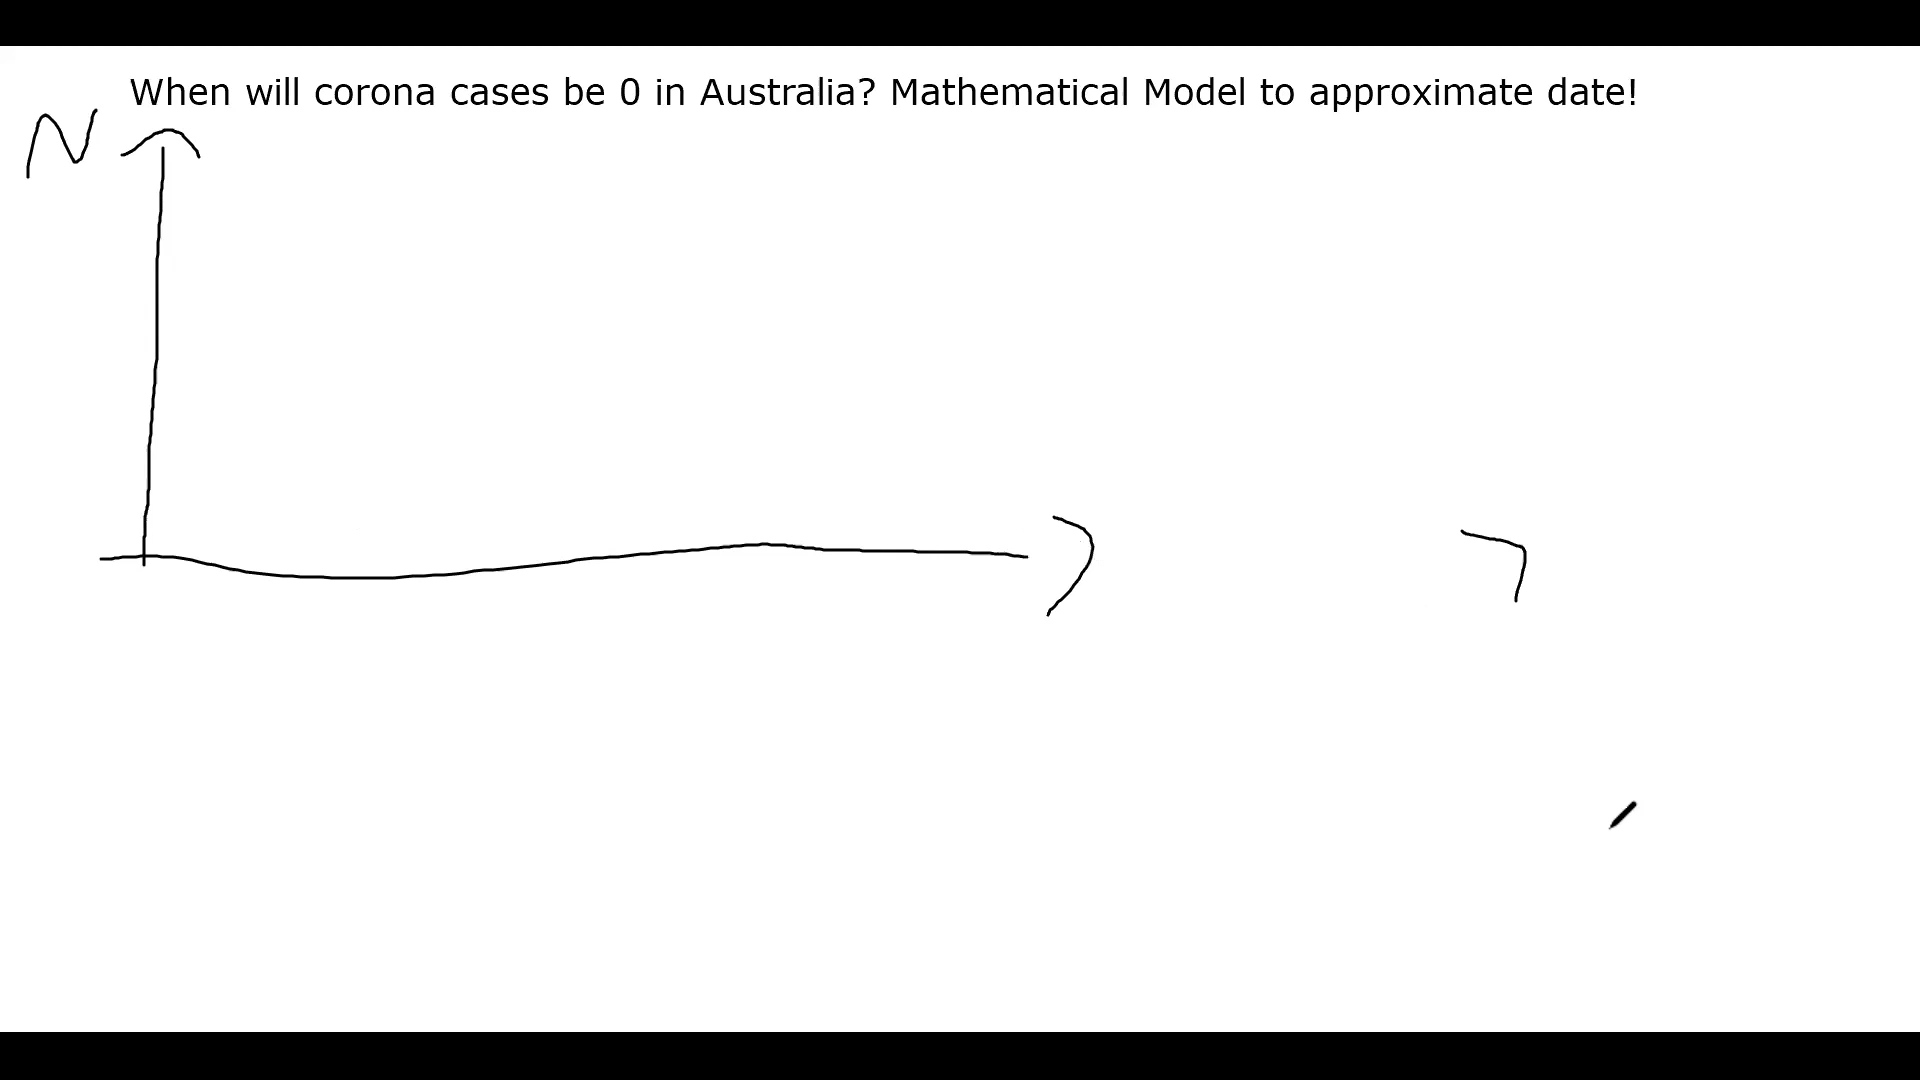 When will corona cases be 0 in Australia? Mathematical Model to approximate date!
N